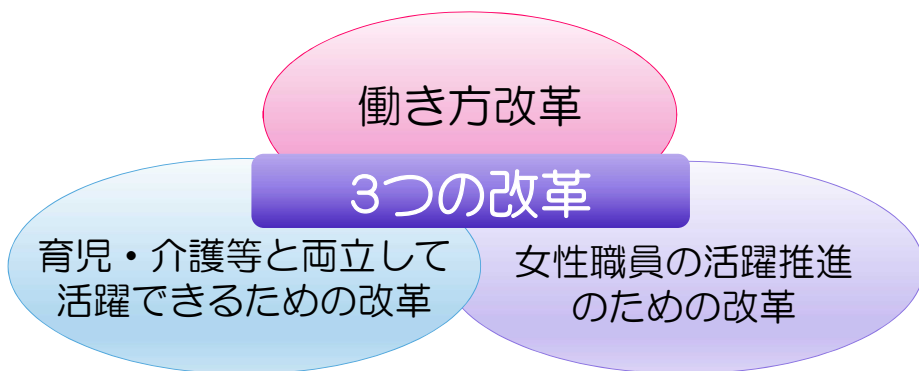 働き方改革
3つの改革
育児・介護等と両立して
活躍できるための改革
女性職員の活躍推進
のための改革